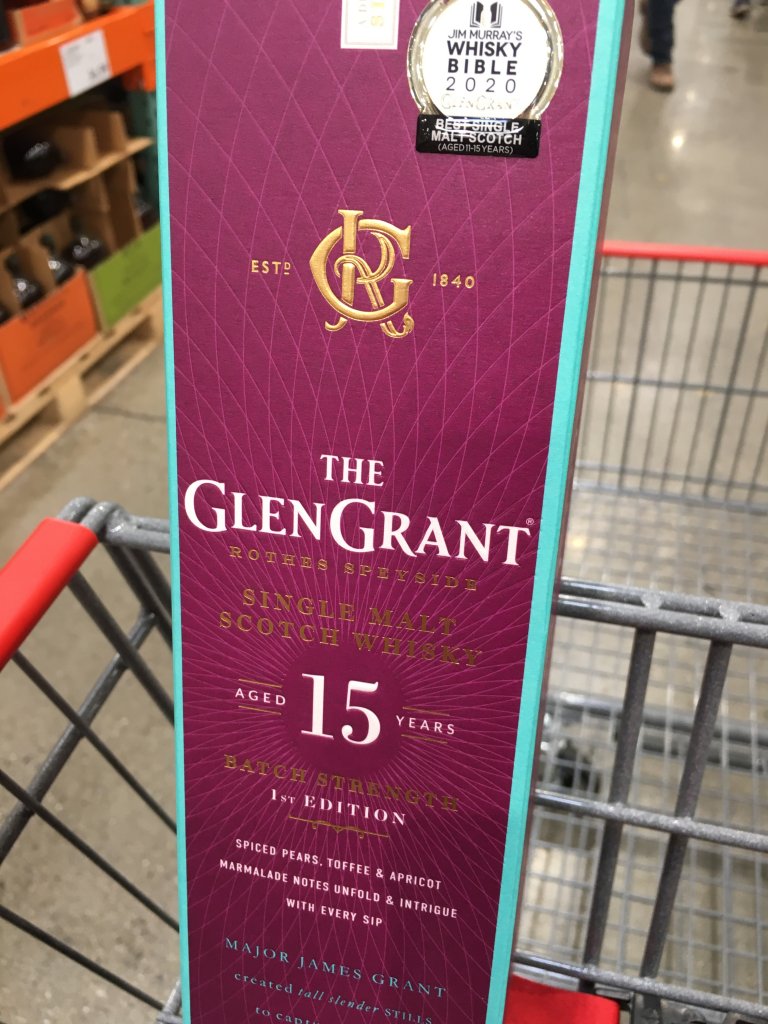 JIM MURRAY'S
WHISKY
BIBLE
2020
GLEN GRAN
BEST SINGLE
MALT SCOTCH
(AGED 11-15 YEARS)
ESTD 1840
THE
GLENGRANT®
ROTHES SPEYSIDE
SINGLE MALT
SCOTCH WHISKY
AGED 15 YEARS
BATCH STRENGTH
1ST EDITION
SPICED PEARS, TOFFEE & APRICOT
MARMALADE NOTES UNFOLD & INTRIGUE
WITH EVERY SIP
MAJOR JAMES GRANT
created tall slender STILLS